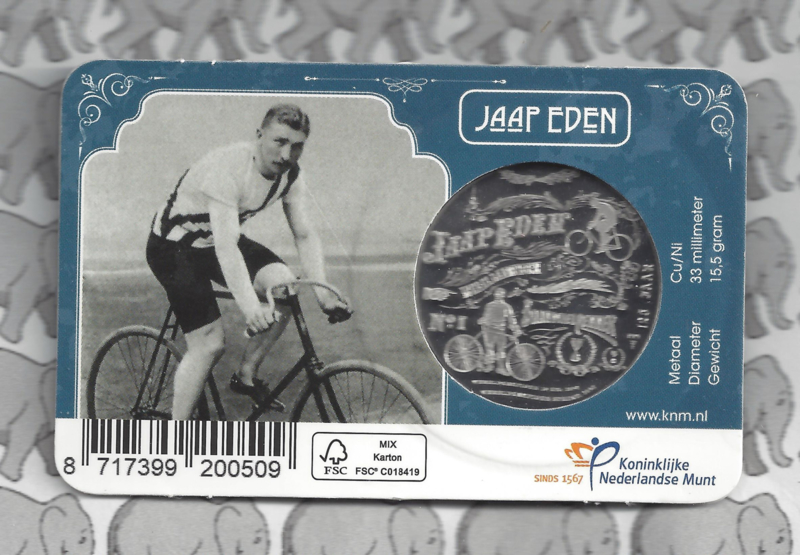 JAAP EDEN
JAAP EDEN
Nº1
Metaal Cu/Ni
Diameter 33 millimeter
Gewicht 15,5 gram
www.knm.nl
8 717399 200509
FSC
MIX
Karton
FSC® C018419
SINDS 1567
Koninklijke
Nederlandse Munt